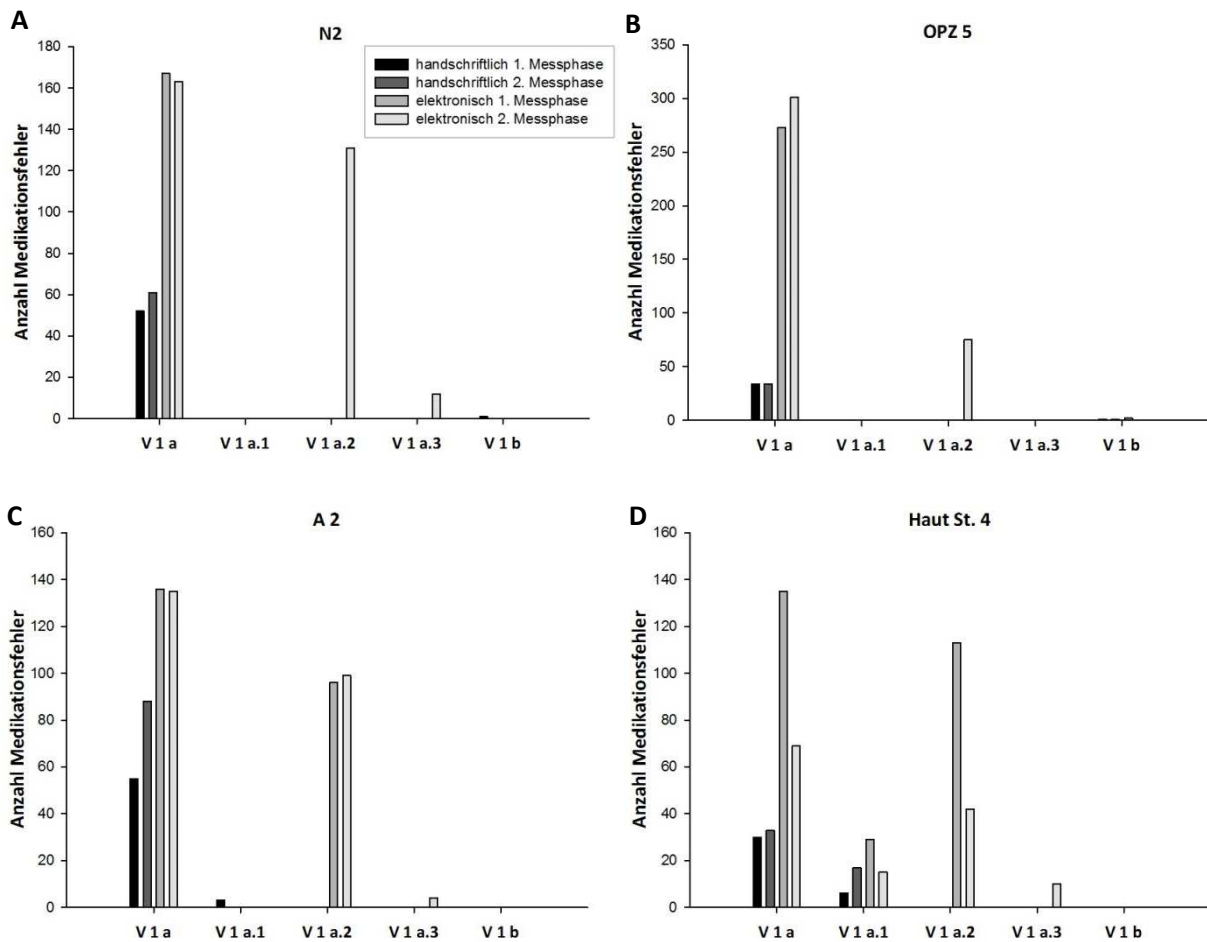 A
N2
180
160
140
120
100
80
60
40
20
0
Anzahl Medikationsfehler
handschriftlich 1. Messphase
handschriftlich 2. Messphase
elektronisch 1. Messphase
elektronisch 2. Messphase
V 1 a V 1 a.1 V 1 a.2 V 1 a.3 V 1 b
B
OPZ 5
350
300
250
200
150
100
50
0
Anazhl Medikationsfehler
V 1 a V 1 a.1 V 1 a.2 V 1 a.3 V 1 b
C
A 2
160
140
120
100
80
60
40
20
0
Anzahl Medikationsfehler
V 1 a V 1 a.1 V 1 a.2 V 1 a.3 V 1 b
D
Haut St. 4
160
140
120
100
80
60
40
20
0
Anzahl Medikationsfehler
V 1 a V 1 a.1 V 1 a.2 V 1 a.3 V 1 b